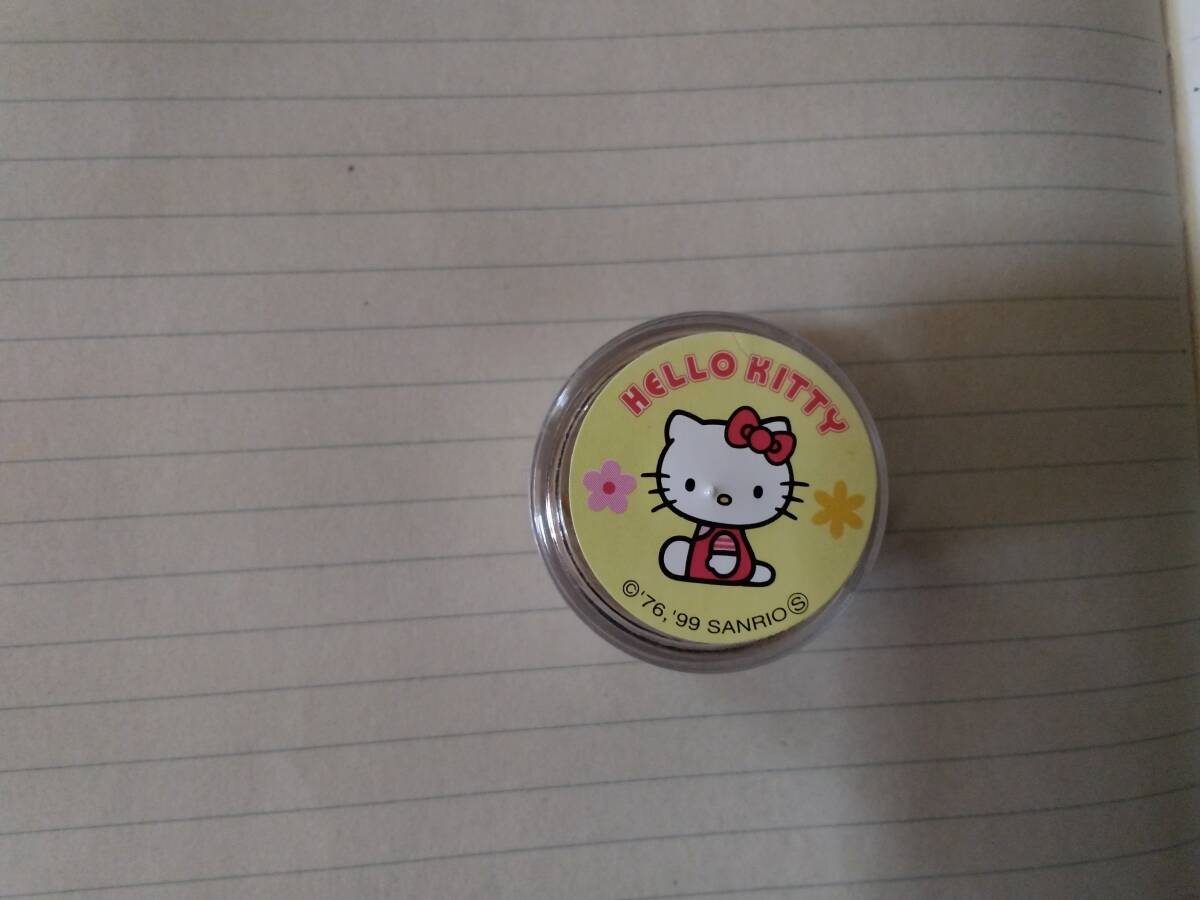 HELLO KITTY
©'76, '99 SANRIO Ⓢ